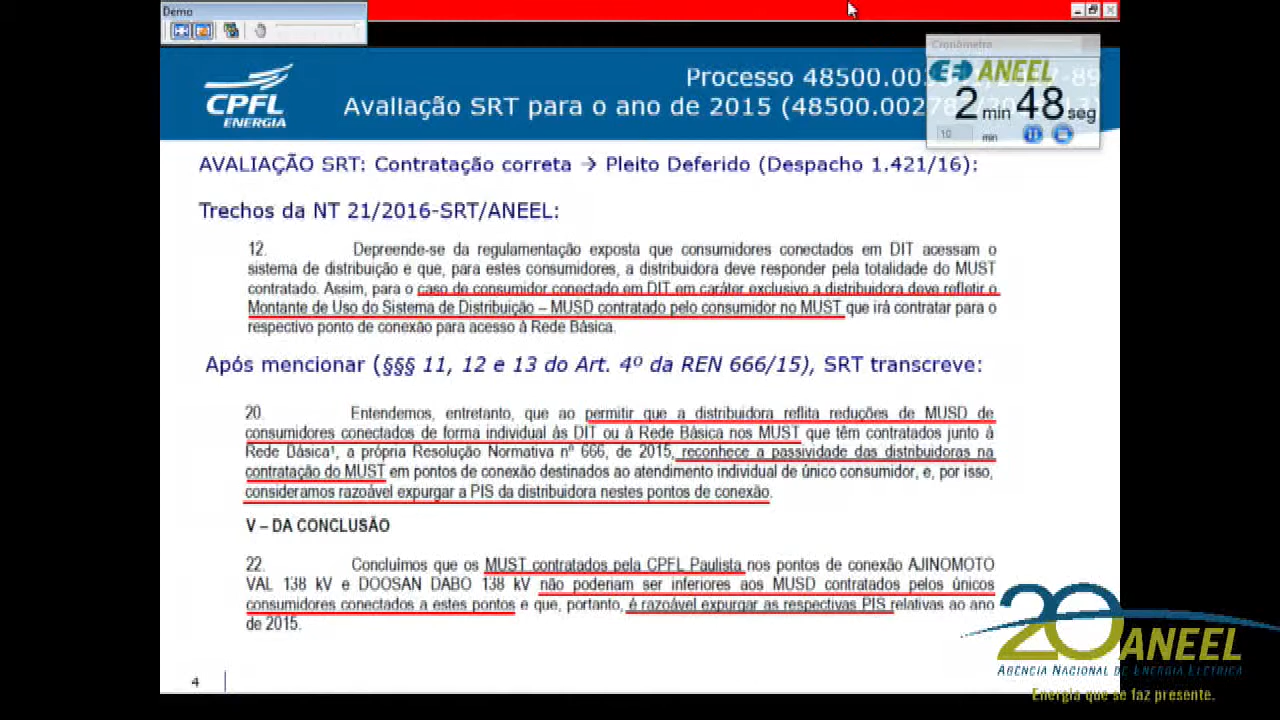 Demo
Cronômetro
CPFL
ENERGIA
Processo 48500.00
Avaliação SRT para o ano de 2015 (48500.00278
ANEEL
2 min 48 seg
10 min
AVALIAÇÃO SRT: Contratação correta → Pleito Deferido (Despacho 1.421/16):
Trechos da NT 21/2016-SRT/ANEEL:
12. Depreende-se da regulamentação exposta que consumidores conectados em DIT acessam o
sistema de distribuição e que, para estes consumidores, a distribuidora deve responder pela totalidade do MUST
contratado. Assim, para o caso de consumidor conectado em DIT em caráter exclusivo a distribuidora deve refletir o
Montante de Uso do Sistema de Distribuição – MUSD contratado pelo consumidor no MUST que irá contratar para o
respectivo ponto de conexão para acesso à Rede Básica.
Após mencionar (§§§ 11, 12 e 13 do Art. 4º da REN 666/15), SRT transcreve:
20. Entendemos, entretanto, que ao permitir que a distribuidora reflita reduções de MUSD de
consumidores conectados de forma individual às DIT ou à Rede Básica nos MUST que têm contratados junto à
Rede Básica¹, a própria Resolução Normativa nº 666, de 2015, reconhece a passividade das distribuidoras na
contratação do MUST em pontos de conexão destinados ao atendimento individual de único consumidor, e, por isso,
consideramos razoável expurgar a PIS da distribuidora nestes pontos de conexão.
V – DA CONCLUSÃO
22. Concluímos que os MUST contratados pela CPFL Paulista nos pontos de conexão AJINOMOTO
VAL 138 kV e DOOSAN DABO 138 kV não poderiam ser inferiores aos MUSD contratados pelos únicos
consumidores conectados a estes pontos e que, portanto, é razoável expurgar as respectivas PIS relativas ao ano
de 2015.
4
20 ANEEL
AGÊNCIA NACIONAL DE ENERGIA ELÉTRICA
Energia que se faz presente.